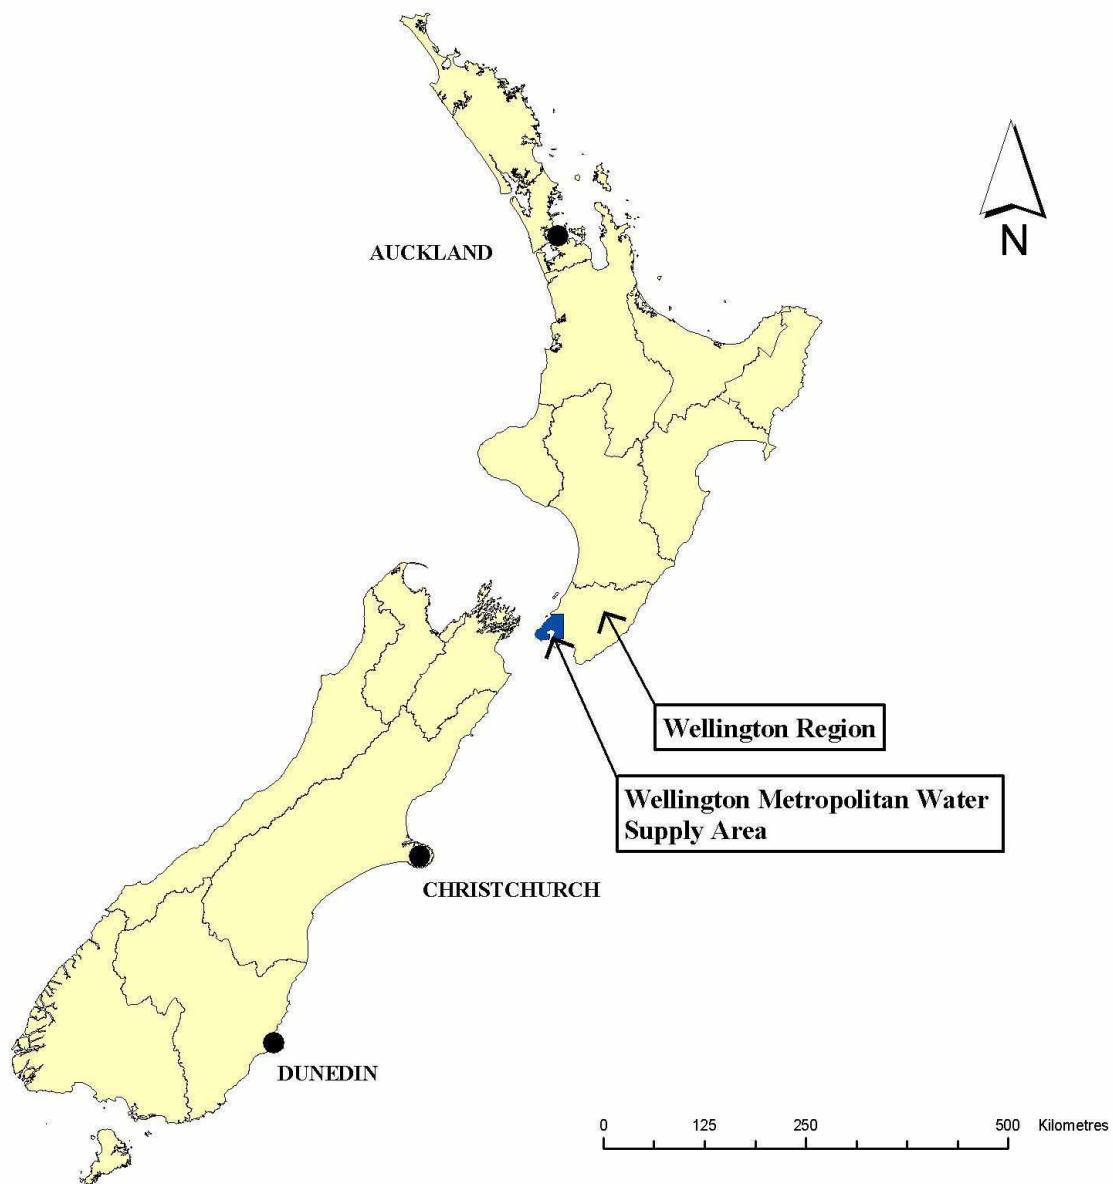 AUCKLAND
N
Wellington Region
Wellington Metropolitan Water
Supply Area
CHRISTCHURCH
DUNEDIN
0 125 250 500 Kilometres